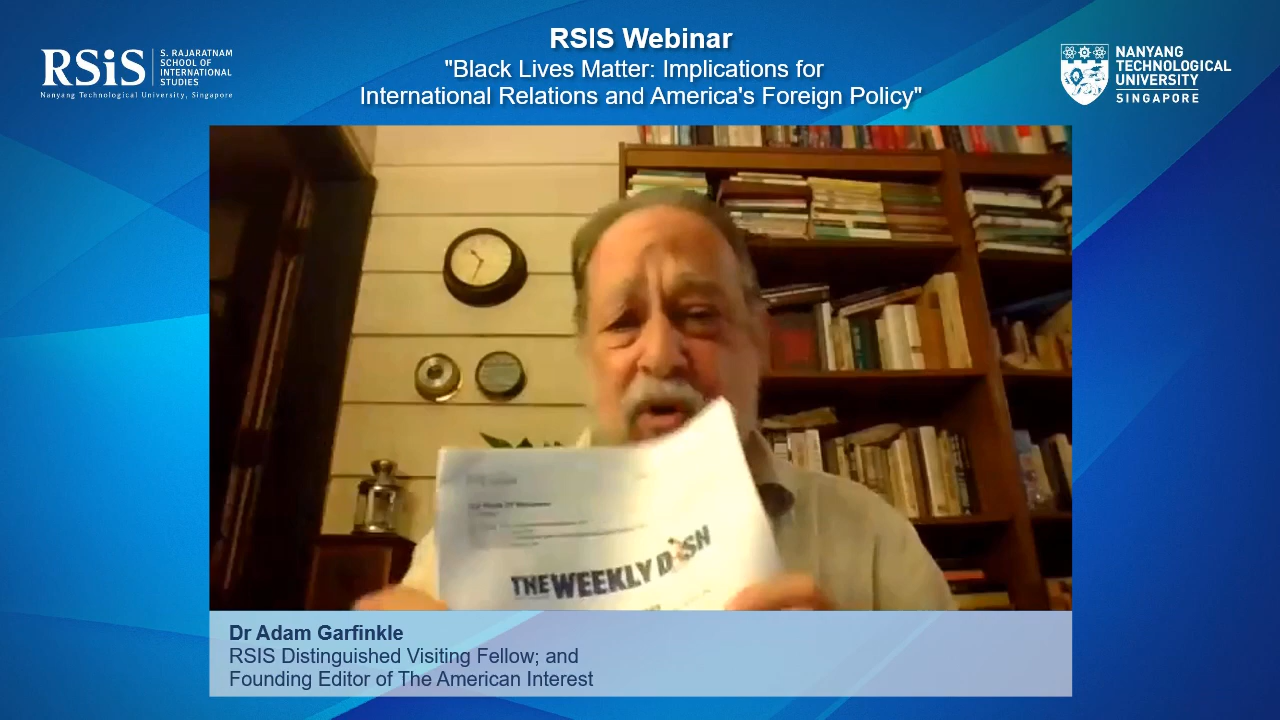 RSiS
S. RAJARATNAM
SCHOOL OF
INTERNATIONAL
STUDIES
Nanyang Technological University, Singapore
RSIS Webinar
"Black Lives Matter: Implications for
International Relations and America's Foreign Policy"
NANYANG
TECHNOLOGICAL
UNIVERSITY
SINGAPORE
THE WEEKLY DISH
Dr Adam Garfinkle
RSIS Distinguished Visiting Fellow; and
Founding Editor of The American Interest